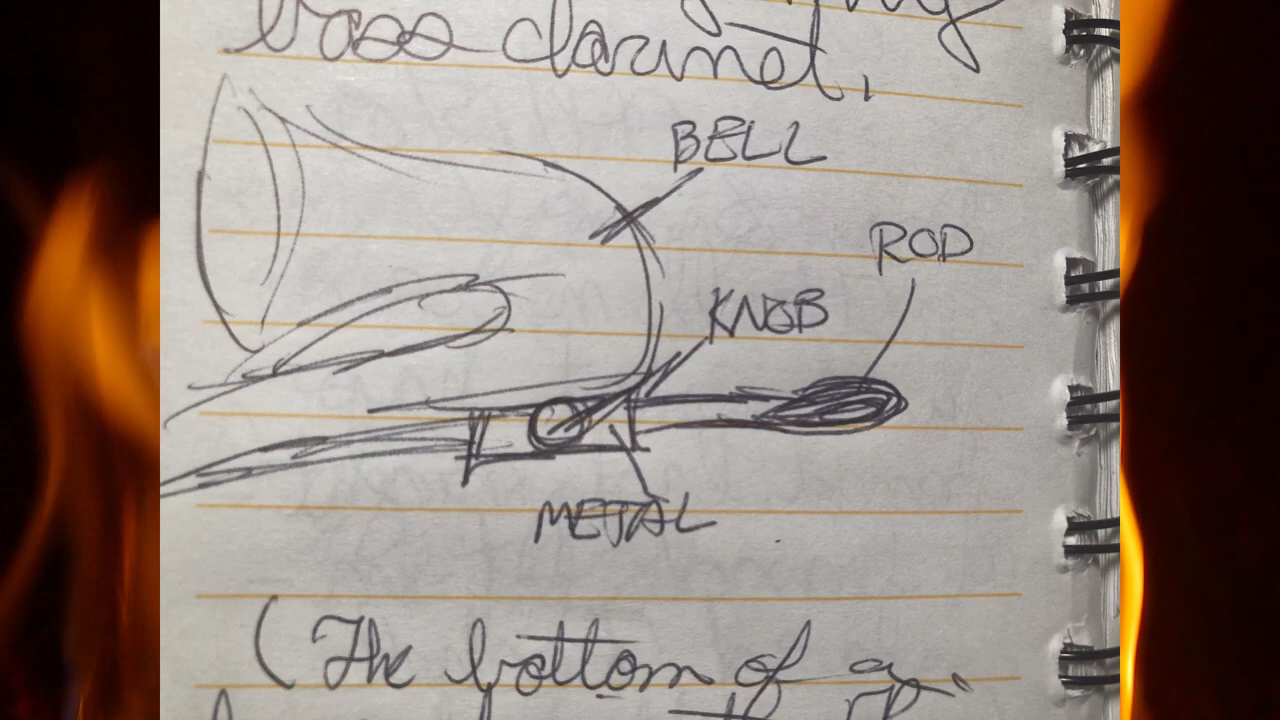 bass clarinet,
BELL
ROD
KNOB
METAL
(The bottom of a